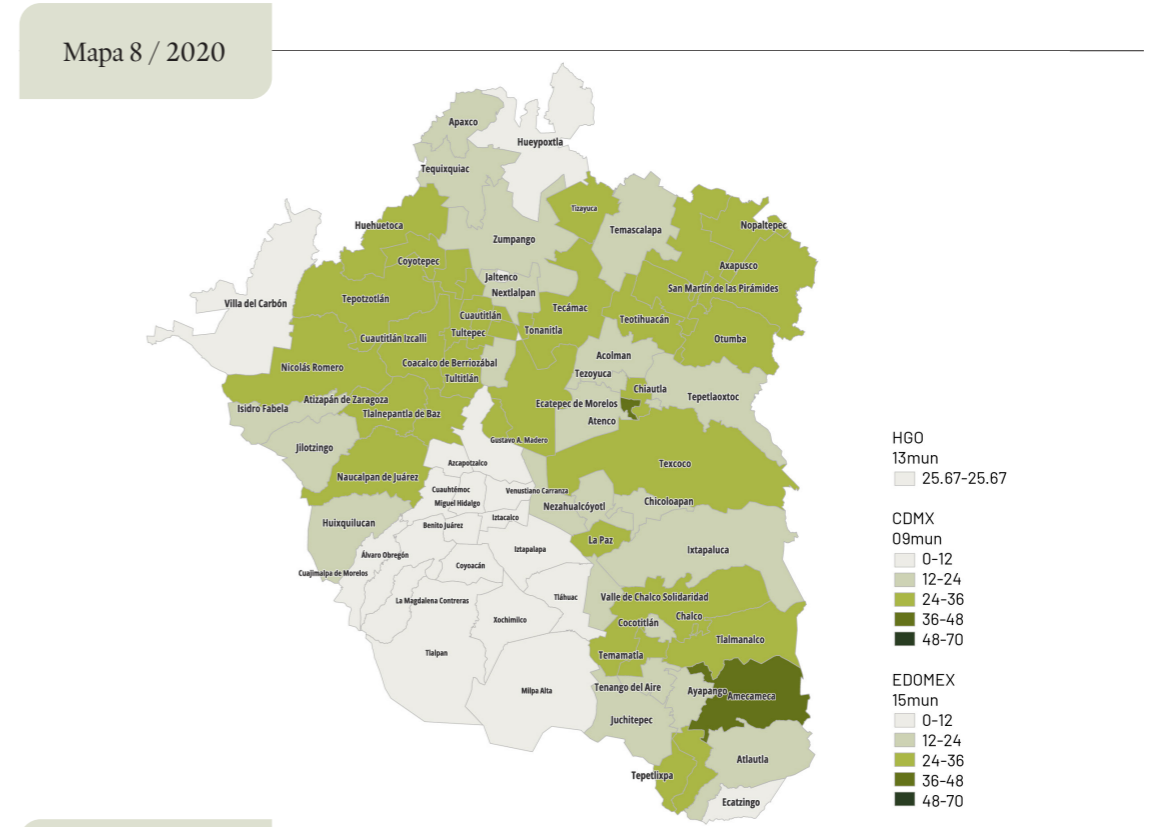 Mapa 8 / 2020
Apaxco
Hueypoxtla
Tequixquiac
Tizayuca
Huehuetoca
Zumpango
Temascalapa
Nopaltepec
Coyotepec
Axapusco
Jaltenco
Nextlalpan
San Martín de las Pirámides
Villa del Carbón
Tepotzotlán
Tecámac
Cuautitlán
Teotihuacán
Tultepec
Tonanitla
Cuautitlán Izcalli
Otumba
Acolman
Coacalco de Berriozábal
Nicolás Romero
Tezoyuca
Tultitlán
Chiautla
Tepetlaoxtoc
Atizapán de Zaragoza
Ecatepec de Morelos
Isidro Fabela
Tlalnepantla de Baz
Atenco
Gustavo A. Madero
Jilotzingo
Azcapotzalco
Texcoco
Naucalpan de Juárez
Cuauhtémoc
Venustiano Carranza
Miguel Hidalgo
Chicoloapan
Nezahualcóyotl
Iztacalco
Huixquilucan
Benito Juárez
La Paz
Iztapalapa
Ixtapaluca
Álvaro Obregón
Coyoacán
Cuajimalpa de Morelos
Tláhuac
Valle de Chalco Solidaridad
La Magdalena Contreras
Chalco
Xochimilco
Cocotitlán
Tlalmanalco
Tlalpan
Temamatla
Tenango del Aire
Milpa Alta
Ayapango
Amecameca
Juchitepec
Atlautla
Tepetlixpa
Ecatzingo
HGO
13mun
25.67-25.67
CDMX
09mun
0-12
12-24
24-36
36-48
48-70
EDOMEX
15mun
0-12
12-24
24-36
36-48
48-70